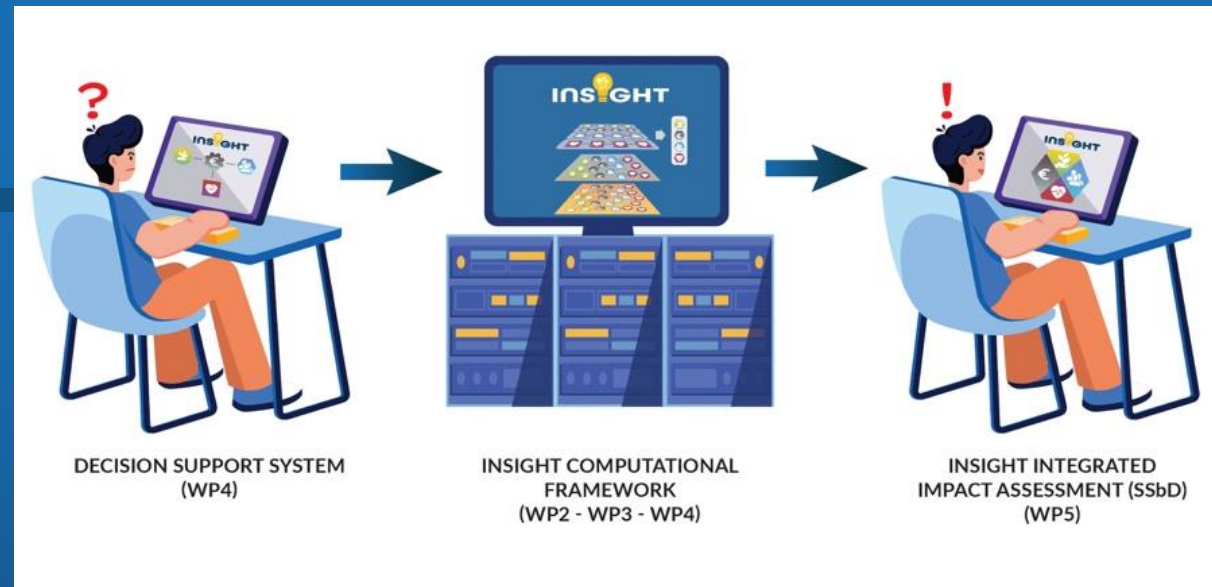 ?
INSIGHT
DECISION SUPPORT SYSTEM
(WP4)
INSIGHT
INSIGHT COMPUTATIONAL
FRAMEWORK
(WP2 - WP3 - WP4)
!
INSIGHT
€
INSIGHT INTEGRATED
IMPACT ASSESSMENT (SSbD)
(WP5)